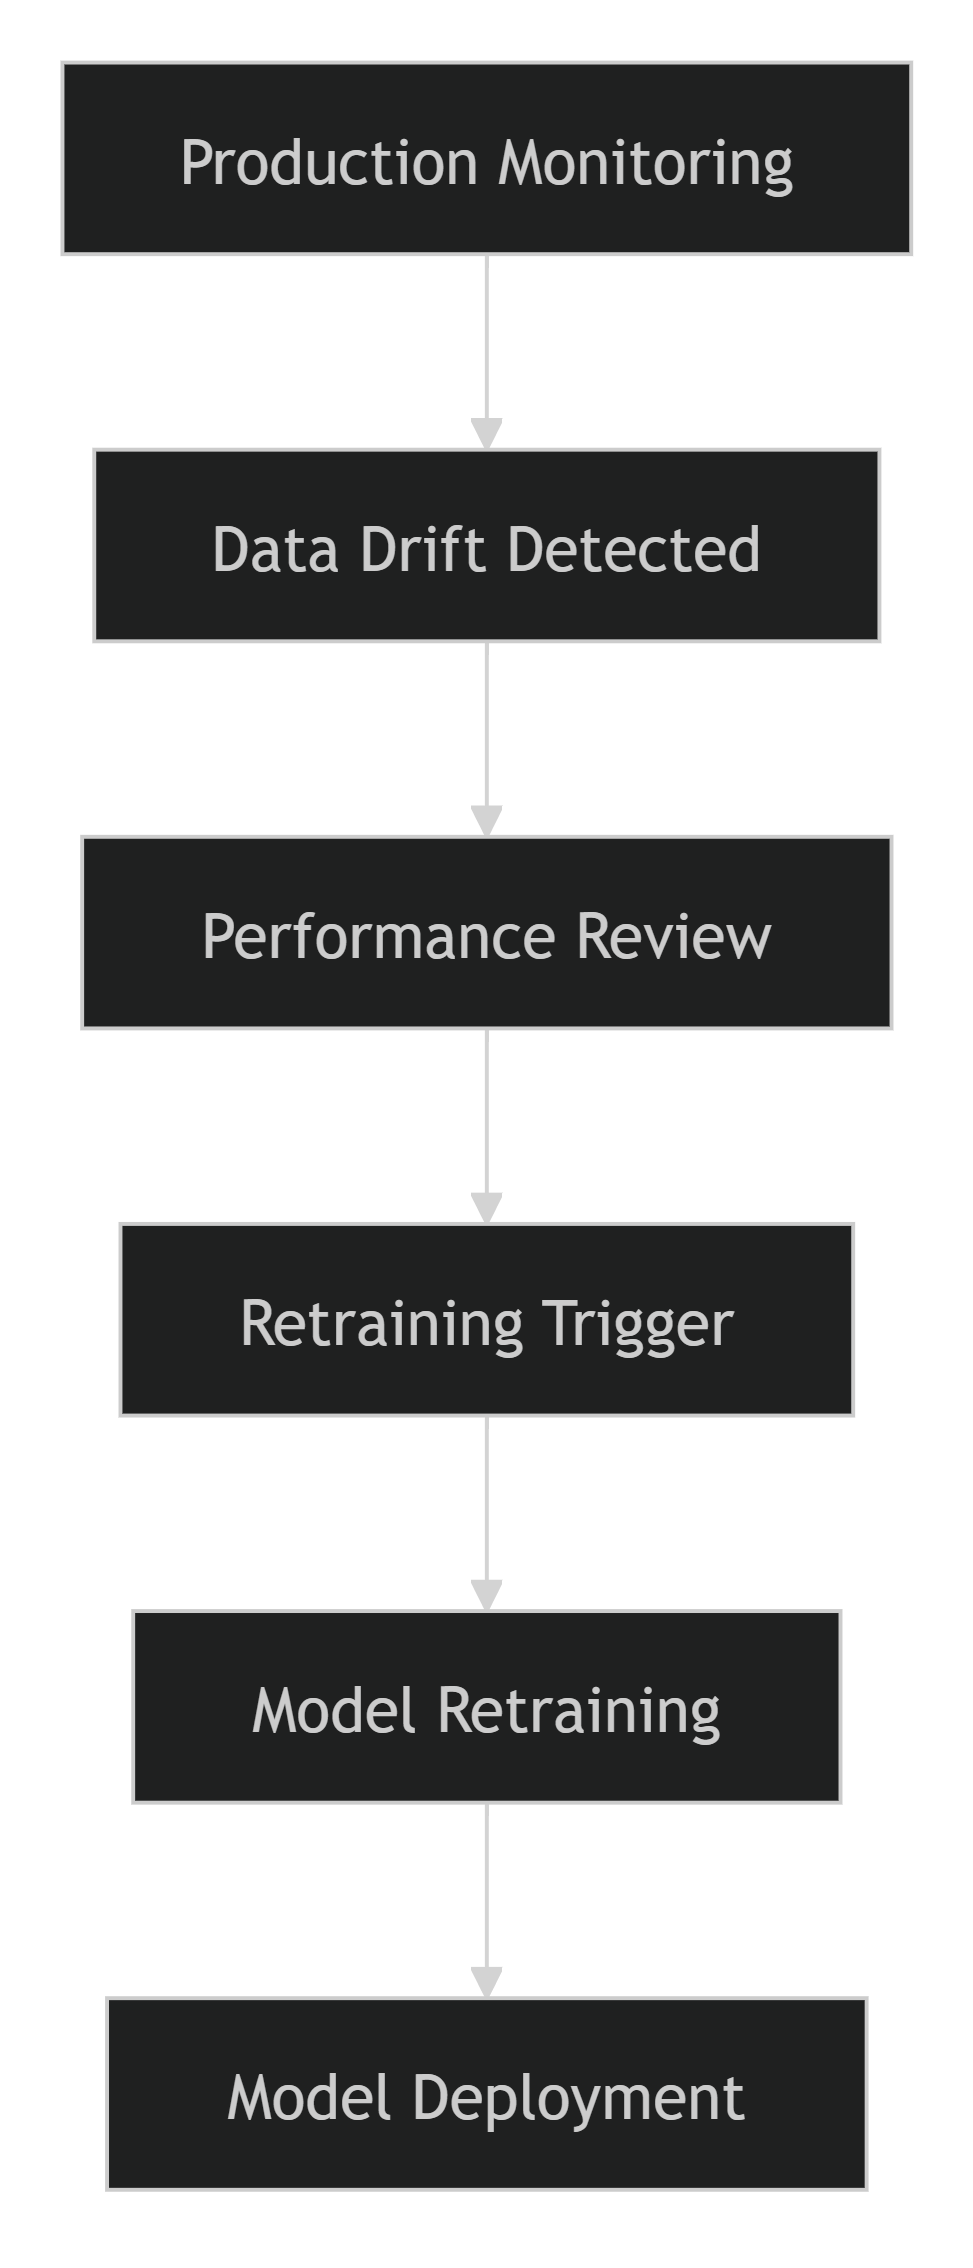 Production Monitoring
Data Drift Detected
Performance Review
Retraining Trigger
Model Retraining
Model Deployment